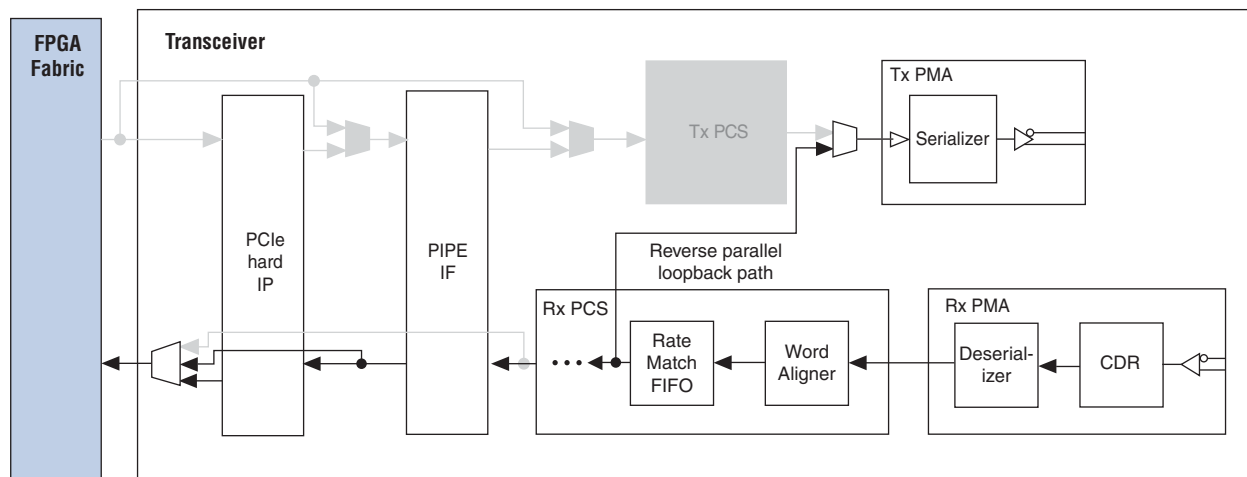 FPGA
Fabric
Transceiver
Tx PMA
Tx PCS
Serializer
PCIe
hard
IP
PIPE
IF
Reverse parallel
loopback path
Rx PCS
Rate
Match
FIFO
Word
Aligner
Rx PMA
Deserial-
izer
CDR